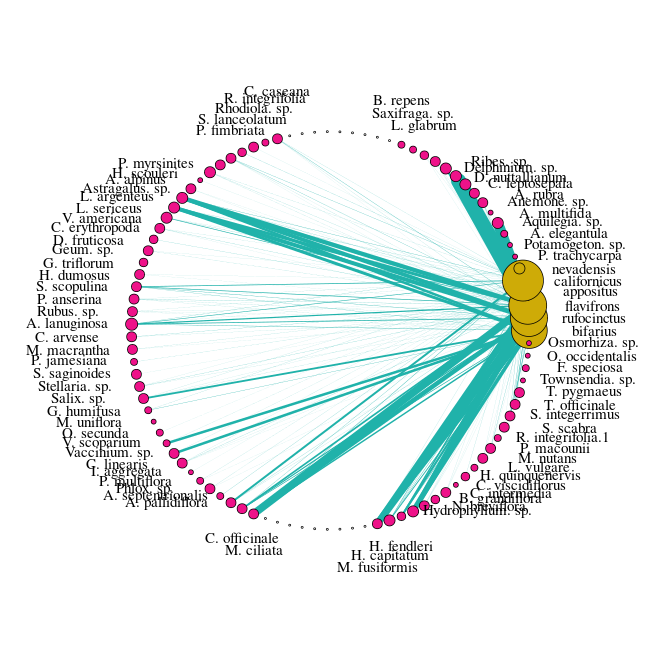 C. cascana
R. integrifolia
Rhodiola. sp.
S. lanceolatum
P. fimbriata
B. repens
Saxifraga. sp.
L. glabrum
P. myrsinites
H. scouleri
A. alpinus
Astragalus. sp.
L. argenteus
L. sericeus
V. americana
C. erythropoda
D. fruticosa
Geum. sp.
G. triflorum
H. dumosus
S. scopulina
P. anserina
Rubus. sp.
A. lanuginosa
C. arvense
M. macrantha
P. jamesiana
S. saginoides
Stellaria. sp.
Salix. sp.
G. humifusa
M. uniflora
O. secunda
V. scoparium
Vaccinium. sp.
G. linearis
I. aggregata
P. multiflora
Phlox. sp.
A. septentrionalis
A. pallidiflora
C. officinale
M. ciliata
Ribes. sp.
Delphinium. sp.
D. nuttallianum
C. leptosepala
A. rubra
Anemone. sp.
A. multifida
Aquilegia. sp.
A. elegantula
Potamogeton. sp.
P. trachycarpa
nevadensis
californicus
appositus
flavifrons
rufocinctus
bifarius
Osmorhiza. sp.
O. occidentalis
F. speciosa
Townsendia. sp.
T. pygmaeus
T. officinale
S. integerrimus
S. scabra
R. integrifolia.1
P. macounii
M. nutans
L. vulgare
H. quinquenervis
C. viscidiflorus
C. intermedia
B. grandiflora
N. breviflora
Hydrophyllum. sp.
H. fendleri
H. capitatum
M. fusiformis